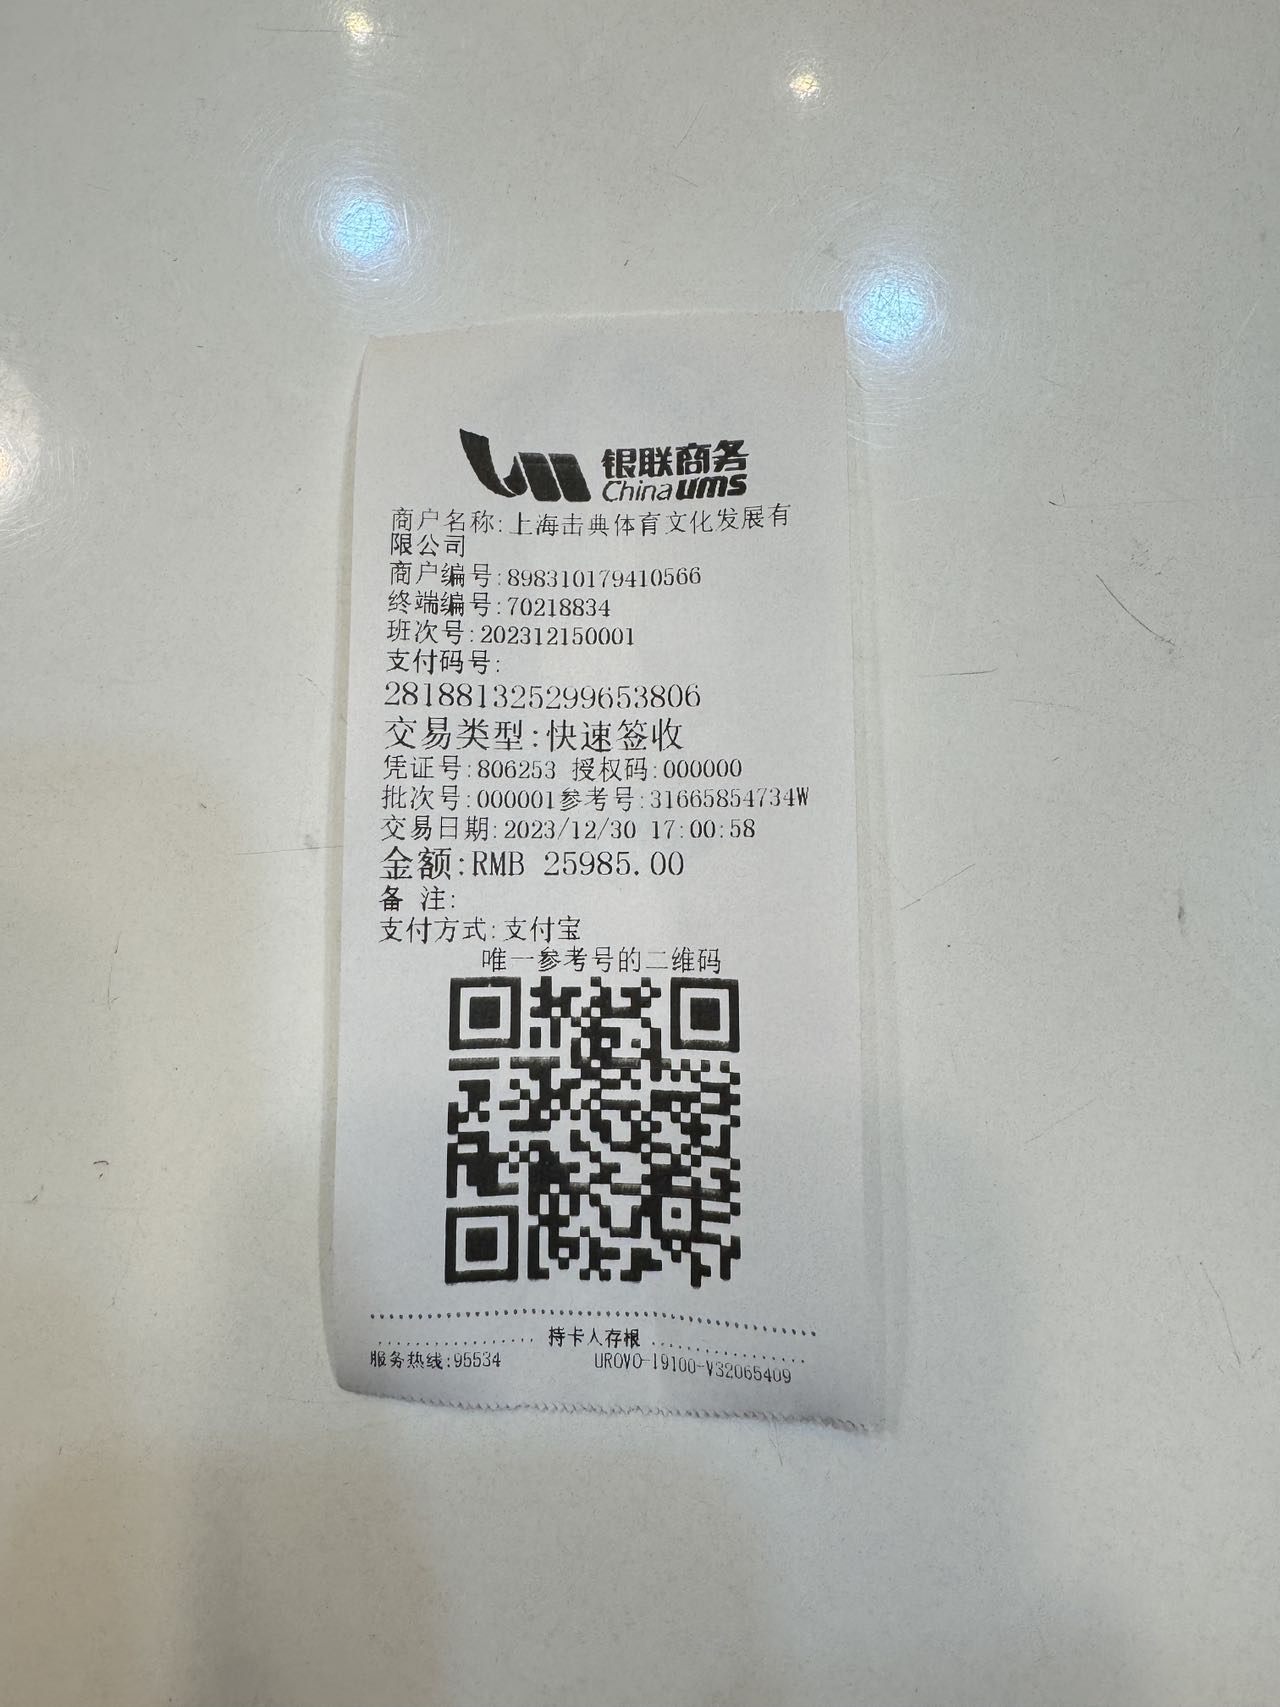 银联商务
China ums
商户名称:上海击典体育文化发展有
限公司
商户编号:898310179410566
终端编号:70218834
班次号:202312150001
支付码号:
281881325299653806
交易类型:快速签收
凭证号:806253 授权码:000000
批次号:000001参考号:31665854734W
交易日期:2023/12/30 17:00:58
金额:RMB 25985.00
备 注:
支付方式:支付宝
唯一参考号的二维码
持卡人存根
服务热线:95534 UROVO-I9100-V32065409